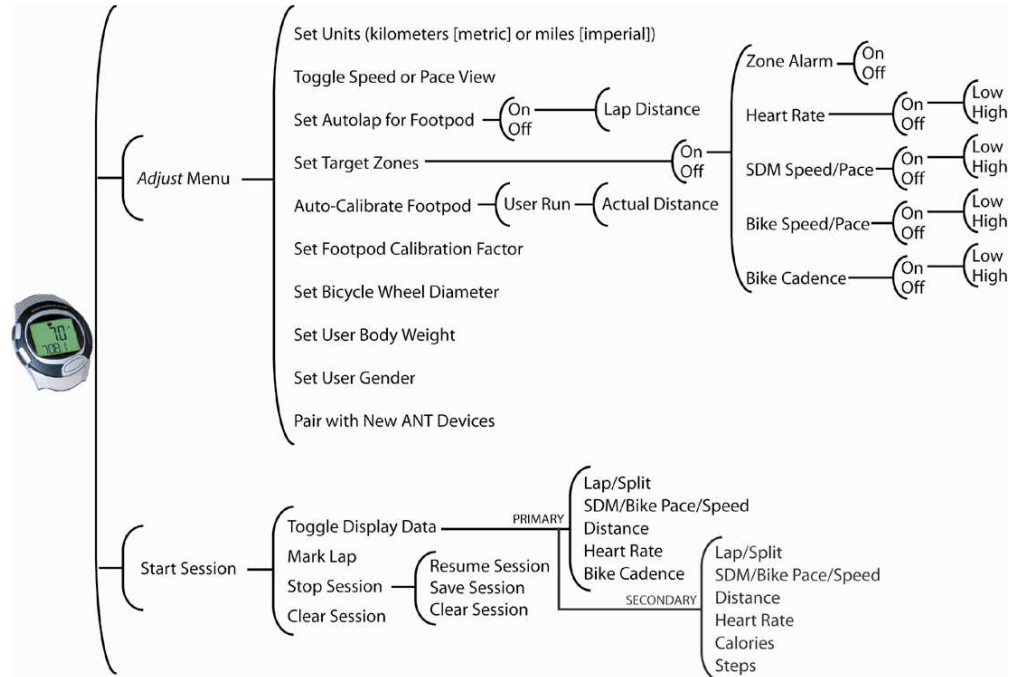 Set Units (kilometers [metric] or miles [imperial])
Toggle Speed or Pace View
Set Autolap for Footpod
On
Off
Lap Distance
Set Target Zones
On
Off
Zone Alarm
On
Off
Heart Rate
On
Off
Low
High
SDM Speed/Pace
On
Off
Low
High
Bike Speed/Pace
On
Off
Low
High
Bike Cadence
On
Off
Low
High
Adjust Menu
Auto-Calibrate Footpod
User Run
Actual Distance
Set Footpod Calibration Factor
Set Bicycle Wheel Diameter
Set User Body Weight
Set User Gender
Pair with New ANT Devices
70
7081
Start Session
Toggle Display Data
Mark Lap
Stop Session
Clear Session
Resume Session
Save Session
Clear Session
PRIMARY
Lap/Split
SDM/Bike Pace/Speed
Distance
Heart Rate
Bike Cadence
SECONDARY
Lap/Split
SDM/Bike Pace/Speed
Distance
Heart Rate
Calories
Steps